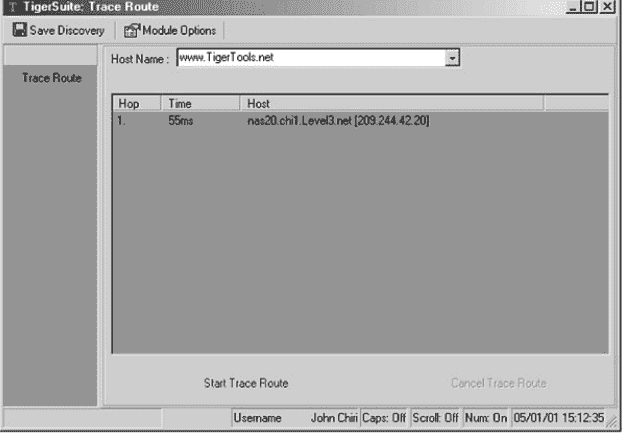 T TigerSuite: Trace Route
Save Discovery Module Options
Host Name : www.TigerTools.net
Trace Route
Hop Time Host
1. 55ms nas20.chi1.Level3.net [209.244.42.20]
Start Trace Route Cancel Trace Route
Username John Chiri Caps: Off Scroll: Off Num: On 05/01/01 15:12:35